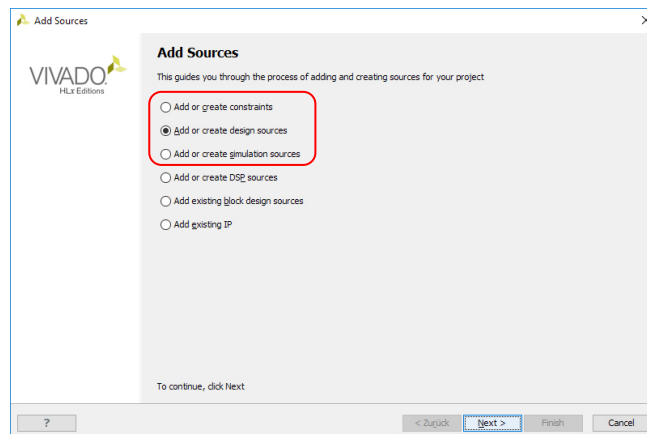 Add Sources
VIVADO.
HLx Editions
Add Sources
This guides you through the process of adding and creating sources for your project
Add or create constraints
Add or create design sources
Add or create simulation sources
Add or create DSP sources
Add existing block design sources
Add existing IP
To continue, click Next
?
< Zurück
Next >
Finish
Cancel